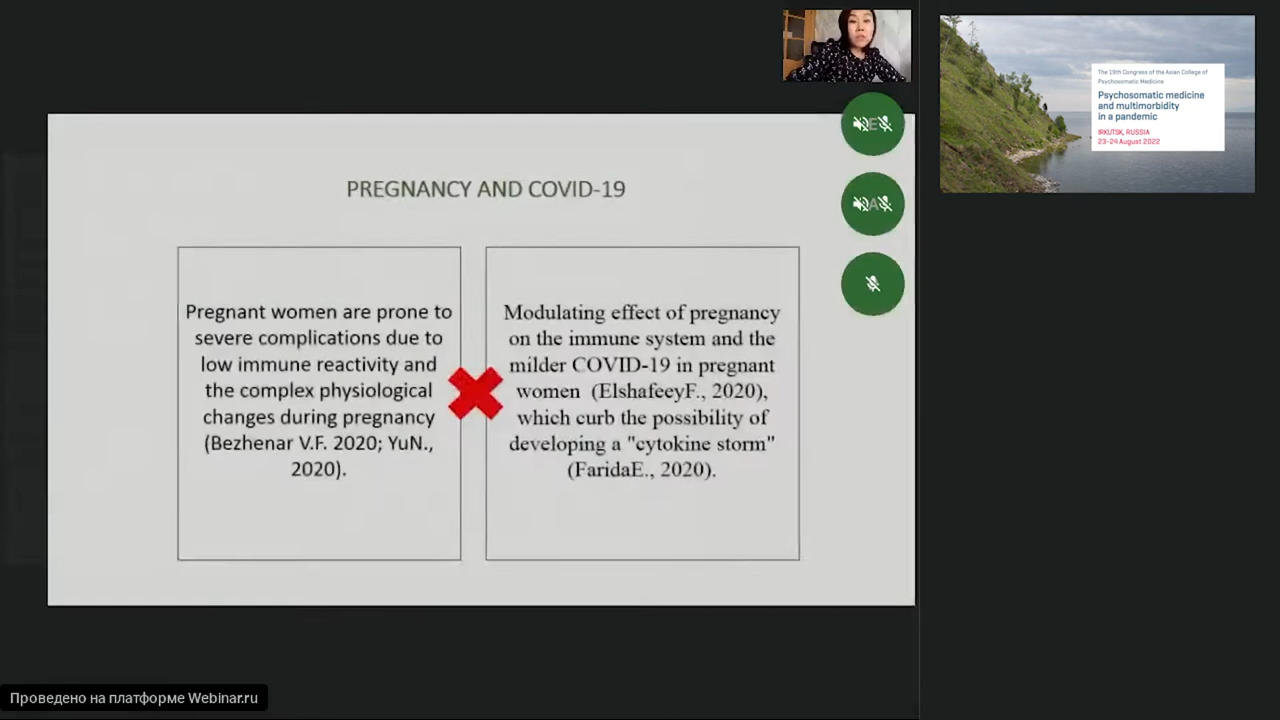 PREGNANCY AND COVID-19
Pregnant women are prone to
severe complications due to
low immune reactivity and
the complex physiological
changes during pregnancy
(Bezhenar V.F. 2020; YuN.,
2020).
Modulating effect of pregnancy
on the immune system and the
milder COVID-19 in pregnant
women (ElshafeeyF., 2020),
which curb the possibility of
developing a "cytokine storm"
(FaridaE., 2020).
E
A
The 19th Congress of the Asian College of
Psychosomatic Medicine
Psychosomatic medicine
and multimorbidity
in a pandemic
IRKUTSK, RUSSIA
23-24 August 2022
Проведено на платформе Webinar.ru